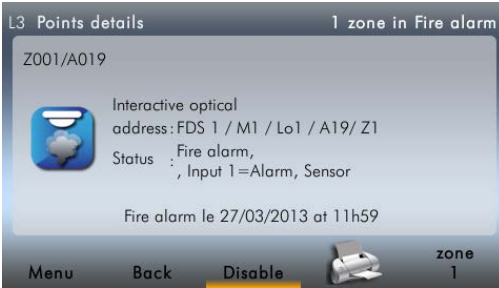 L3 Points details
1 zone in Fire alarm
Z001/A019
Interactive optical
address : FDS 1 / M1 / Lo1 / A19/ Z1
Status : Fire alarm,
, Input 1=Alarm, Sensor
Fire alarm le 27/03/2013 at 11h59
Menu Back Disable zone 1